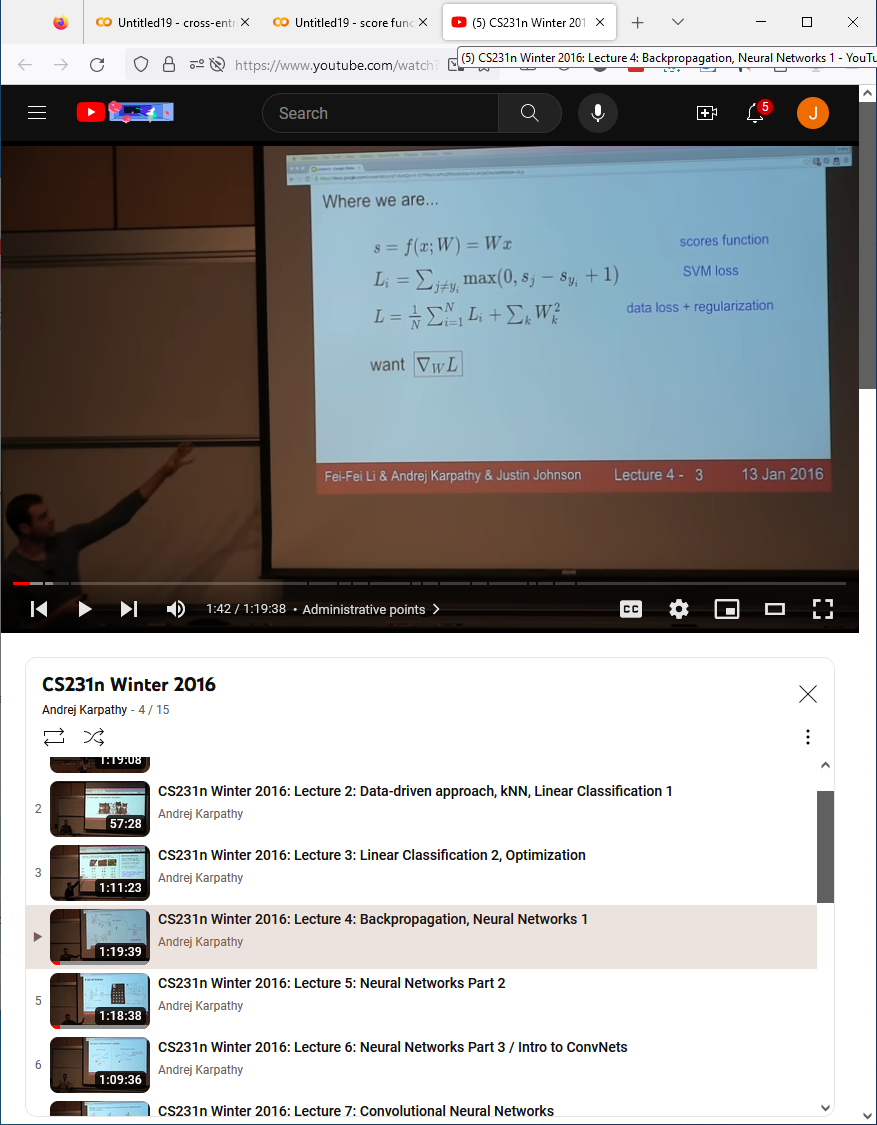 Untitled19 - cross-entr
Untitled19 - score func
(5) CS231n Winter 201
(5) CS231n Winter 2016: Lecture 4: Backpropagation, Neural Networks 1 - YouTu
https://www.youtube.com/watch?
Search
5
J
Where we are...
s = f(x; W) = Wx
scores function
L_i = ∑_{j≠y_i} max(0, s_j − s_{y_i} + 1)
SVM loss
L = 1/N ∑_{i=1}^N L_i + ∑_k W_k^2
data loss + regularization
want ∇_W L
Fei-Fei Li & Andrej Karpathy & Justin Johnson Lecture 4 - 3 13 Jan 2016
1:42 / 1:19:38 • Administrative points
CC
CS231n Winter 2016
Andrej Karpathy - 4 / 15
1:19:08
2
57:28
CS231n Winter 2016: Lecture 2: Data-driven approach, kNN, Linear Classification 1
Andrej Karpathy
3
1:11:23
CS231n Winter 2016: Lecture 3: Linear Classification 2, Optimization
Andrej Karpathy
1:19:39
CS231n Winter 2016: Lecture 4: Backpropagation, Neural Networks 1
Andrej Karpathy
5
1:18:38
CS231n Winter 2016: Lecture 5: Neural Networks Part 2
Andrej Karpathy
6
1:09:36
CS231n Winter 2016: Lecture 6: Neural Networks Part 3 / Intro to ConvNets
Andrej Karpathy
CS231n Winter 2016: Lecture 7: Convolutional Neural Networks